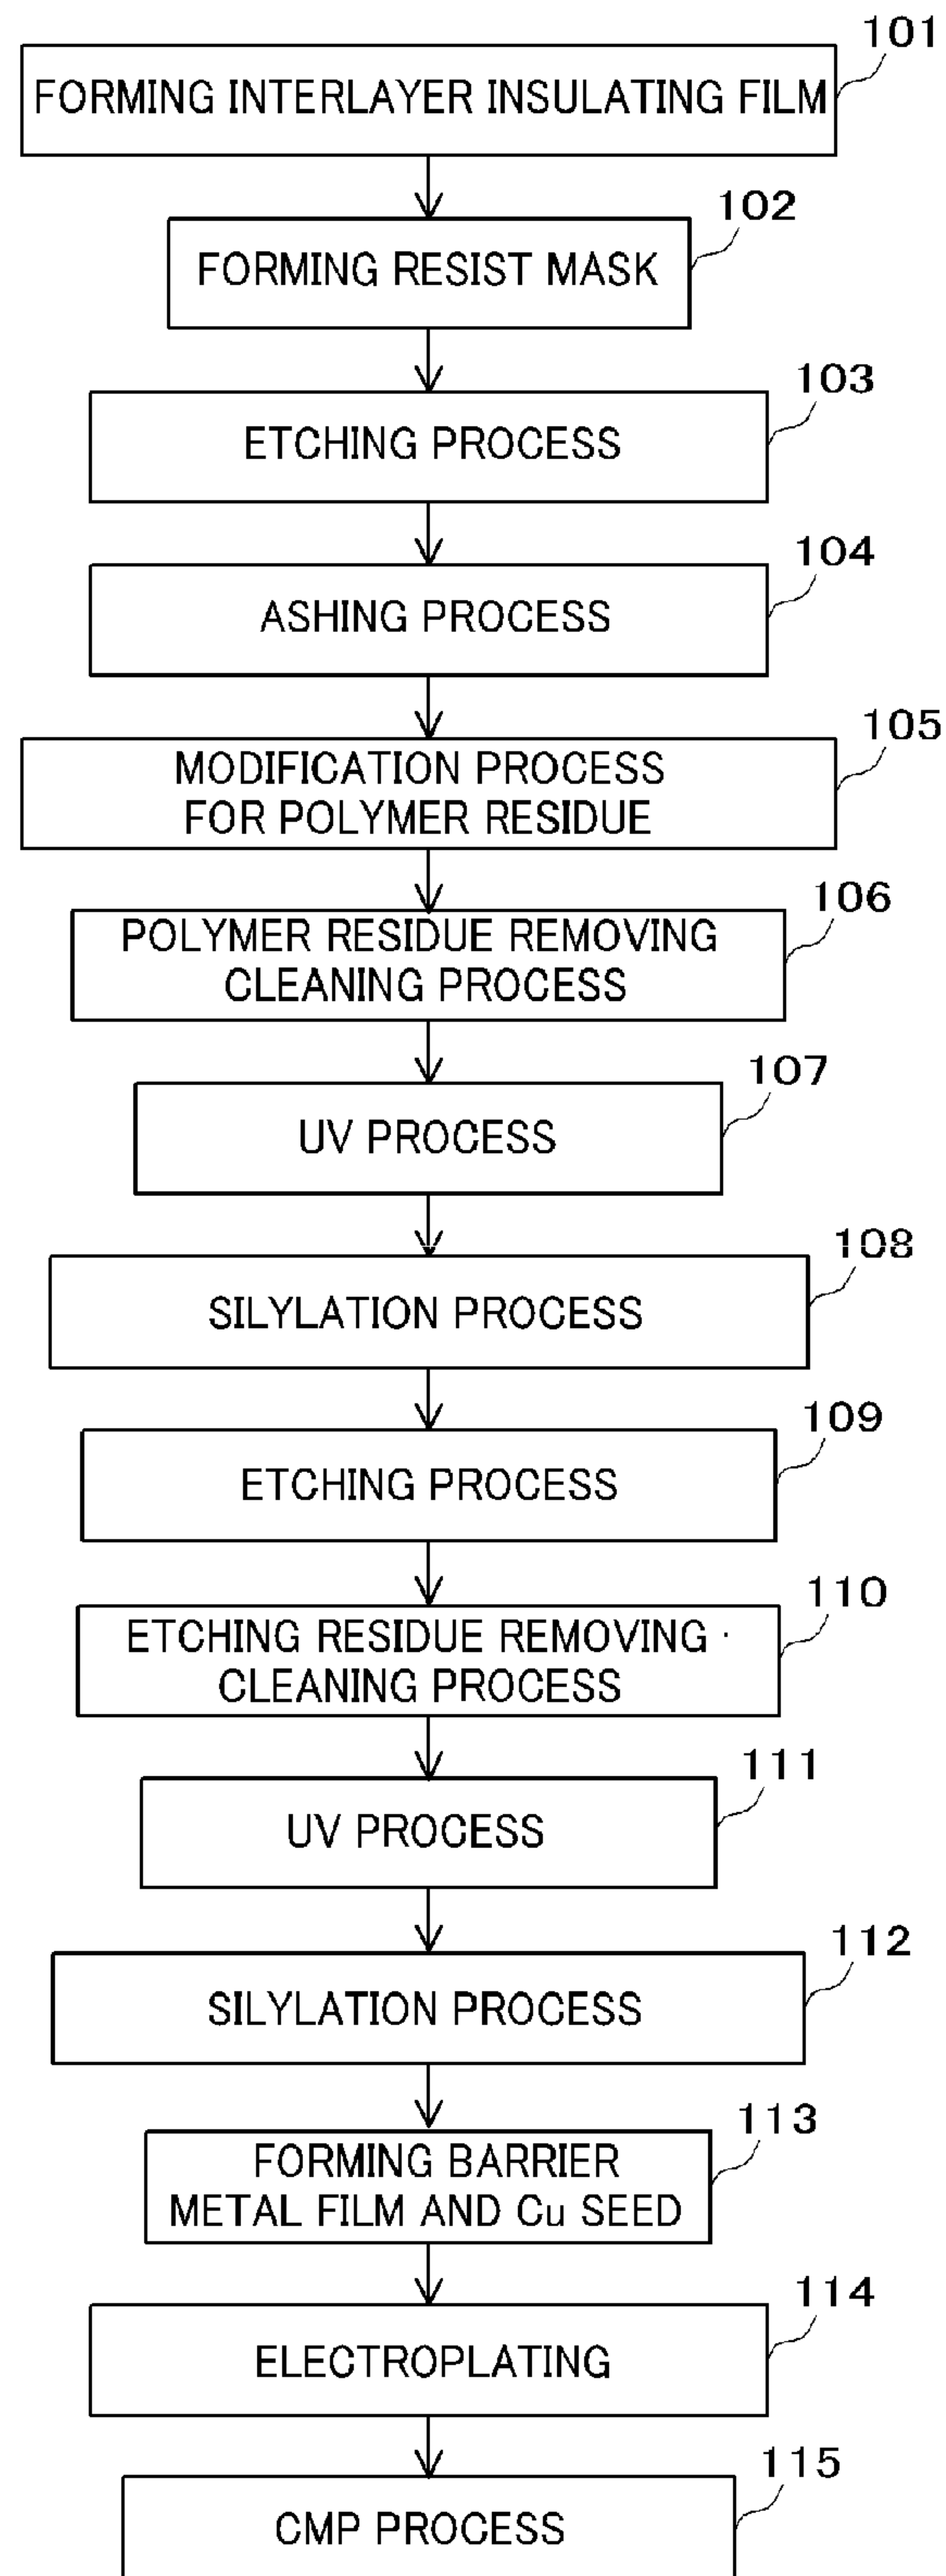 101
FORMING INTERLAYER INSULATING FILM
102
FORMING RESIST MASK
103
ETCHING PROCESS
104
ASHING PROCESS
105
MODIFICATION PROCESS
FOR POLYMER RESIDUE
106
POLYMER RESIDUE REMOVING
CLEANING PROCESS
107
UV PROCESS
108
SILYLATION PROCESS
109
ETCHING PROCESS
110
ETCHING RESIDUE REMOVING ·
CLEANING PROCESS
111
UV PROCESS
112
SILYLATION PROCESS
113
FORMING BARRIER
METAL FILM AND Cu SEED
114
ELECTROPLATING
115
CMP PROCESS